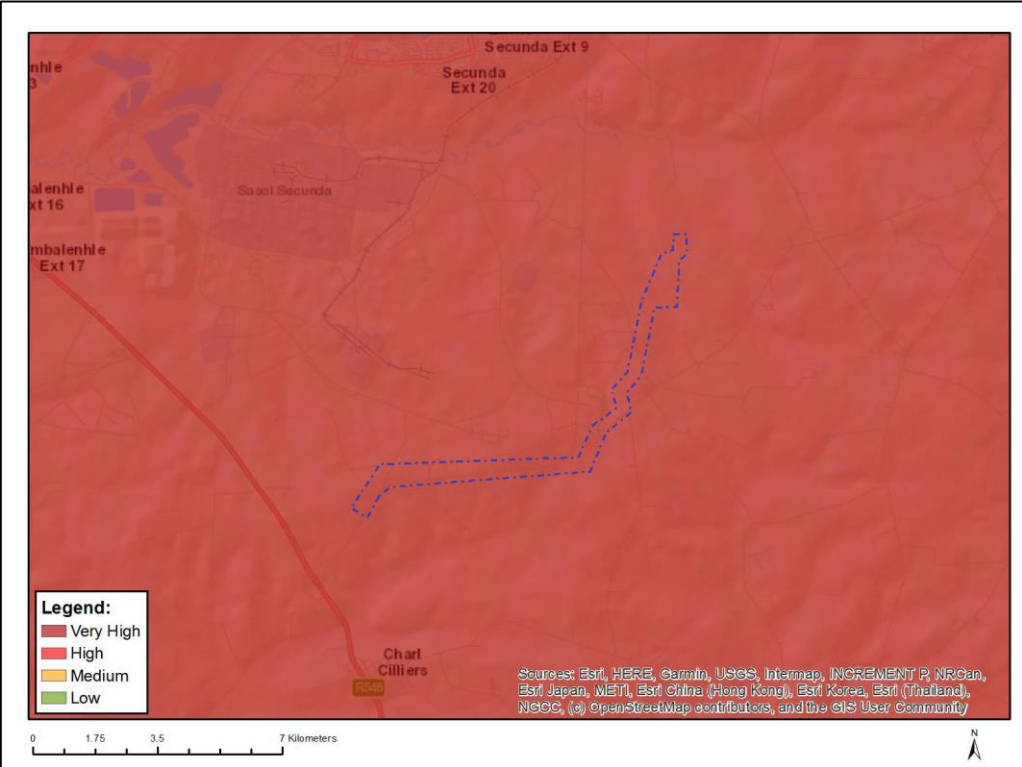 Secunda Ext 9
Secunda
Ext 20
nhle
3
Sasol Secunda
alenhle
xt 16
mbalenhle
Ext 17
Legend:
Very High
High
Medium
Low
Charl
Cilliers
R546
Sources: Esri, HERE, Garmin, USGS, Intermap, INCREMENT P, NRCan,
Esri Japan, METI, Esri China (Hong Kong), Esri Korea, Esri (Thailand),
NGCC, (c) OpenStreetMap contributors, and the GIS User Community
0 1.75 3.5 7 Kilometers
N